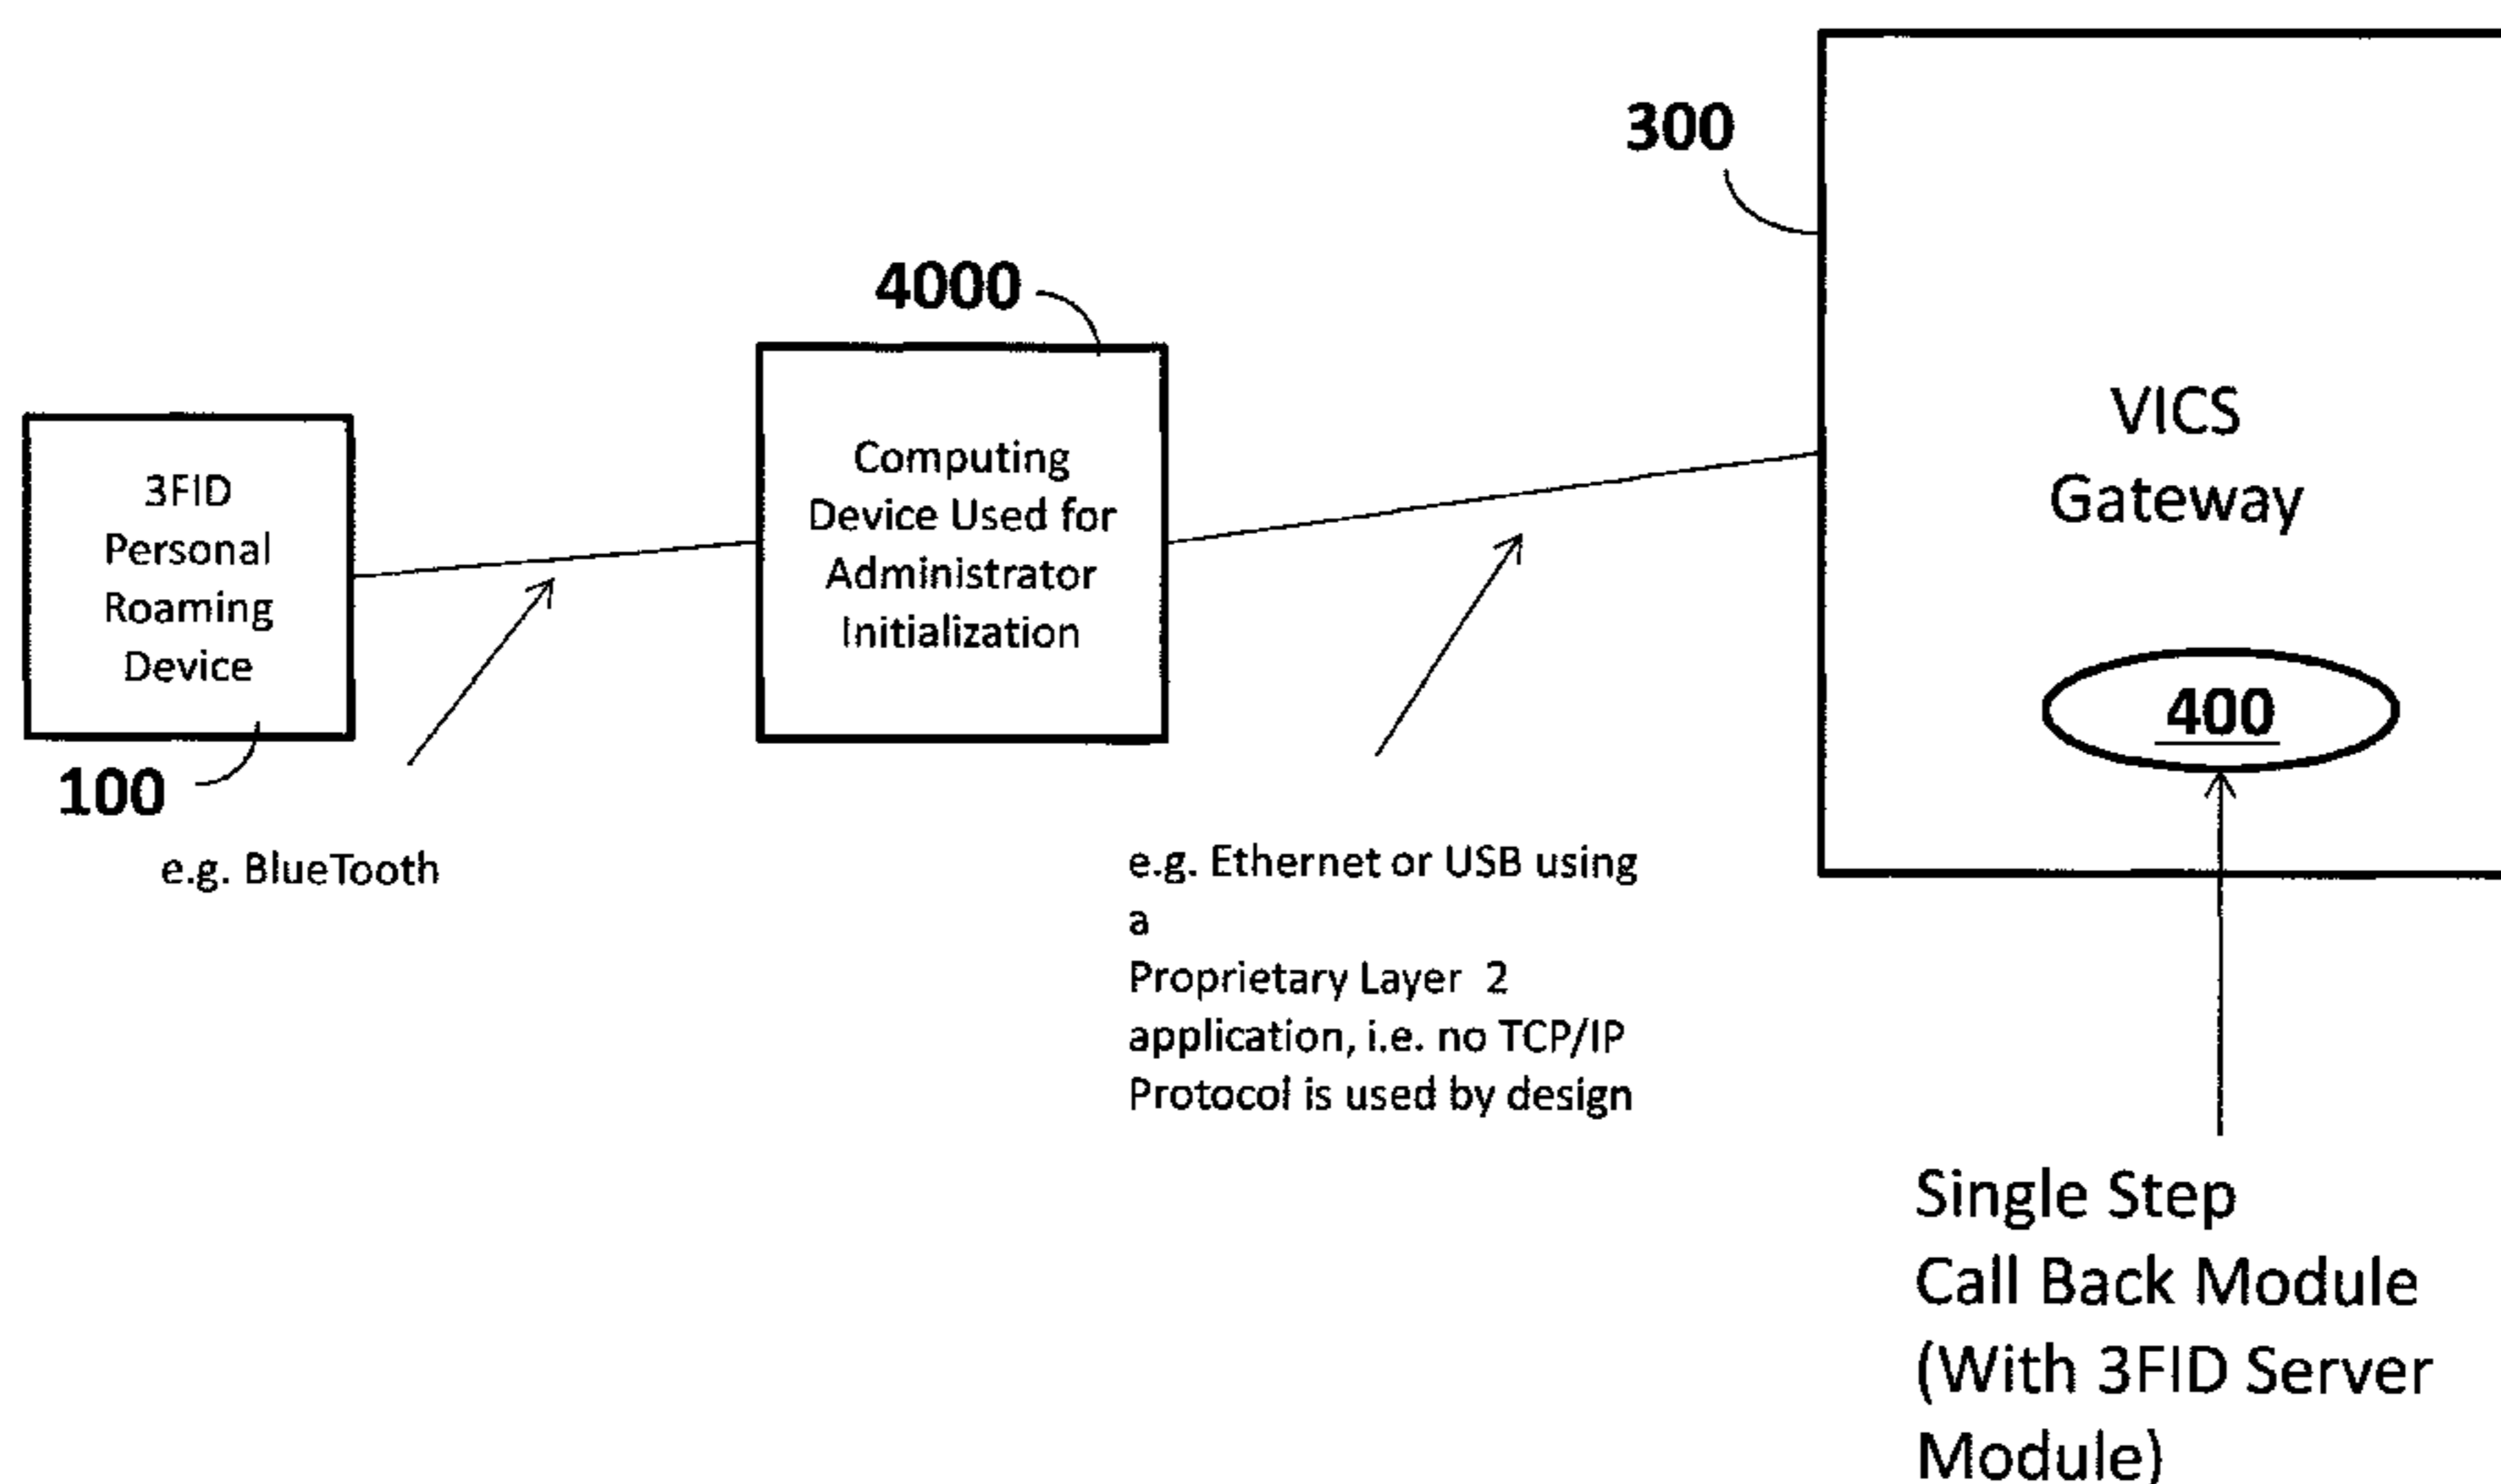 300
4000
3FID
Personal
Roaming
Device
100
Computing
Device Used for
Administrator
Initialization
VICS
Gateway
400
e.g. BlueTooth
e.g. Ethernet or USB using
a
Proprietary Layer 2
application, i.e. no TCP/IP
Protocol is used by design
Single Step
Call Back Module
(With 3FID Server
Module)